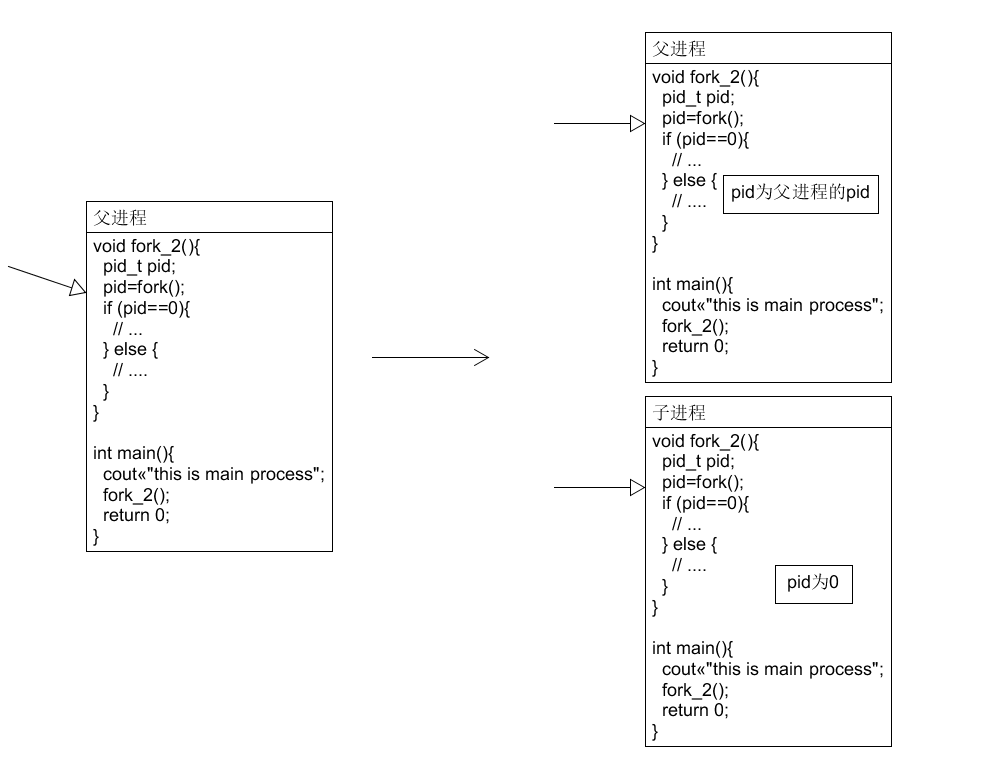 父进程
void fork_2(){
pid_t pid;
pid=fork();
if (pid==0){
// ...
} else {
// ....
}
}
int main(){
cout«"this is main process";
fork_2();
return 0;
}
父进程
void fork_2(){
pid_t pid;
pid=fork();
if (pid==0){
// ...
} else {
// ....
}
}
pid为父进程的pid
int main(){
cout«"this is main process";
fork_2();
return 0;
}
子进程
void fork_2(){
pid_t pid;
pid=fork();
if (pid==0){
// ...
} else {
// ....
}
}
pid为0
int main(){
cout«"this is main process";
fork_2();
return 0;
}